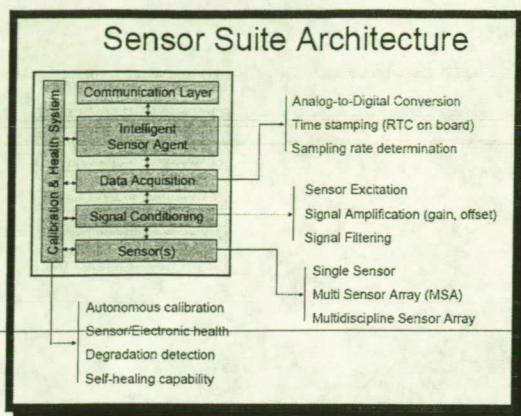 Sensor Suite Architecture
Calibration & Health System
Communication Layer
Intelligent
Sensor Agent
Data Acquisition
Signal Conditioning
Sensor(s)
Analog-to-Digital Conversion
Time stamping (RTC on board)
Sampling rate determination
Sensor Excitation
Signal Amplification (gain, offset)
Signal Filtering
Single Sensor
Multi Sensor Array (MSA)
Multidiscipline Sensor Array
Autonomous calibration
Sensor/Electronic health
Degradation detection
Self-healing capability